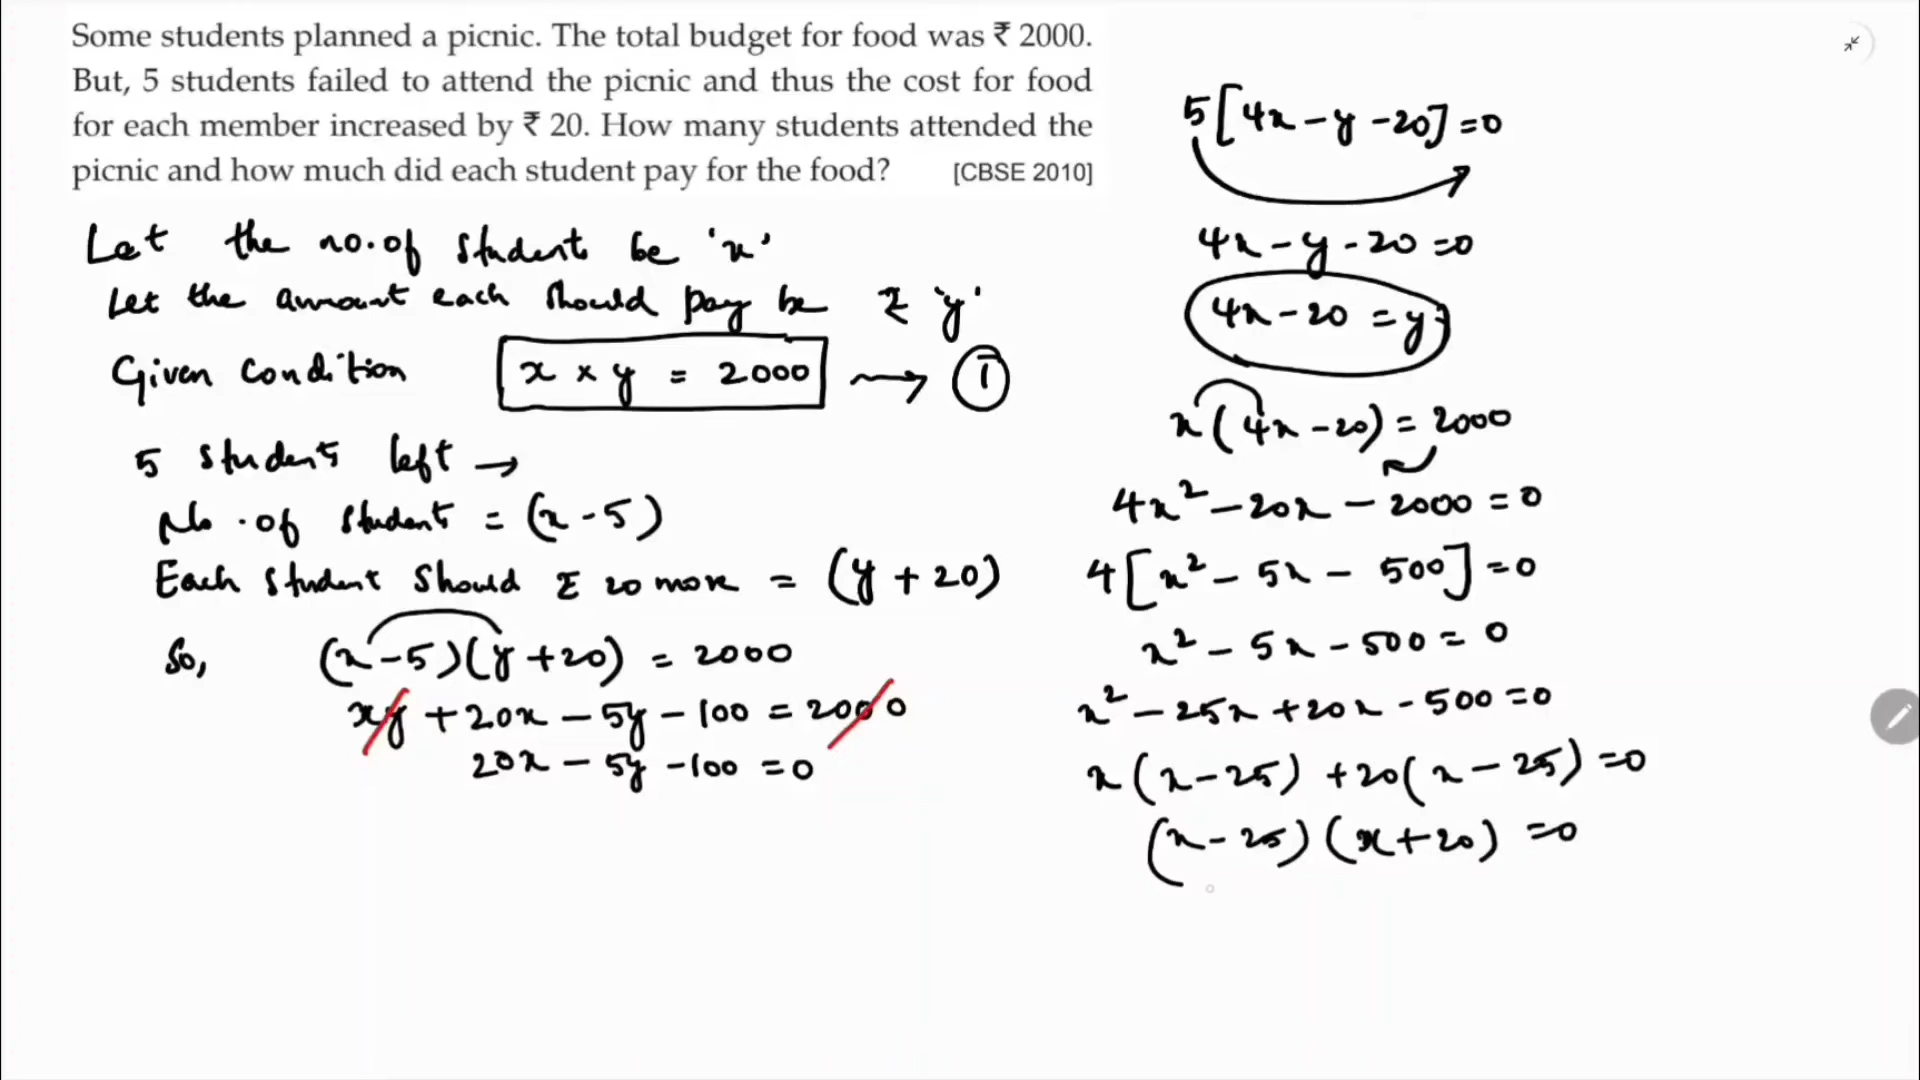 Some students planned a picnic. The total budget for food was ₹ 2000.
But, 5 students failed to attend the picnic and thus the cost for food
for each member increased by ₹ 20. How many students attended the
picnic and how much did each student pay for the food? [CBSE 2010]
Let the no. of student be 'x'
Let the amount each should pay be ₹ 'y'
Given Condition x × y = 2000 → ①
5 students left →
No. of student = (x - 5)
Each student should ₹ 20 more = (y + 20)
So, (x - 5)(y + 20) = 2000
xy + 20x - 5y - 100 = 2000
20x - 5y - 100 = 0
5[4x - y - 20] = 0
4x - y - 20 = 0
4x - 20 = y
x(4x - 20) = 2000
4x² - 20x - 2000 = 0
4[x² - 5x - 500] = 0
x² - 5x - 500 = 0
x² - 25x + 20x - 500 = 0
x(x - 25) + 20(x - 25) = 0
(x - 25)(x + 20) = 0